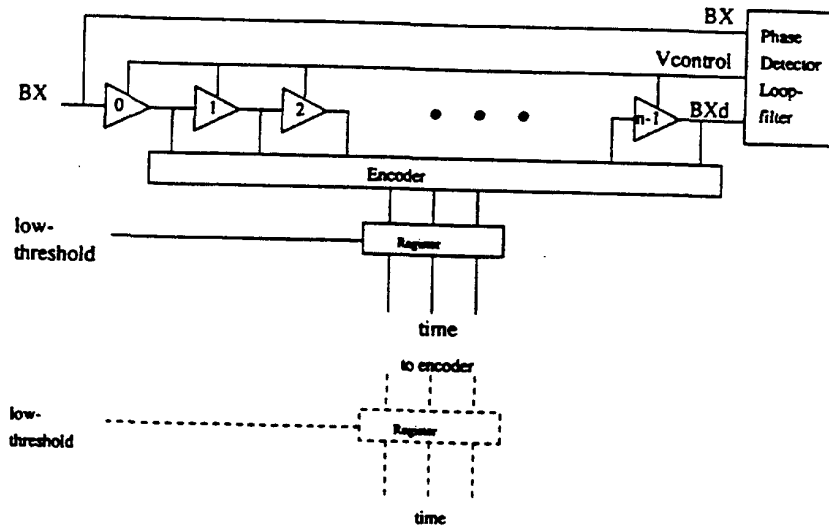 BX
Phase
Detector
Loop-
filter
Vcontrol
BX
0
1
2
n-1
BXd
Encoder
low-
threshold
Register
time
to encoder
low-
threshold
Register
time